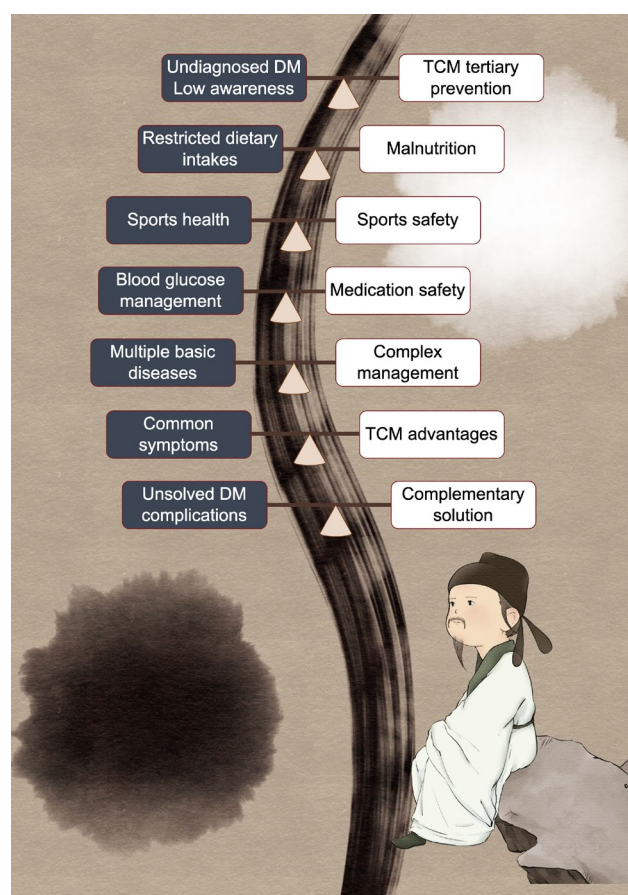 Undiagnosed DM
Low awareness
TCM tertiary
prevention
Restricted dietary
intakes
Malnutrition
Sports health
Sports safety
Blood glucose
management
Medication safety
Multiple basic
diseases
Complex
management
Common
symptoms
TCM advantages
Unsolved DM
complications
Complementary
solution